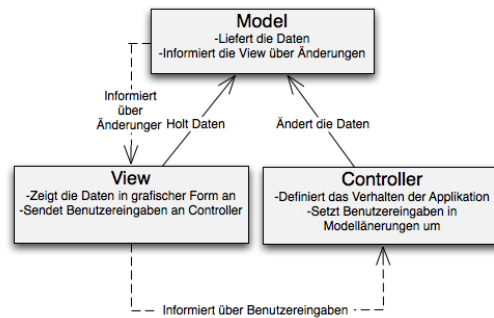 Model
-Liefert die Daten
-Informiert die View über Änderungen
Informiert
über
Änderunger
Holt Daten
Ändert die Daten
View
-Zeigt die Daten in grafischer Form an
-Sendet Benutzereingaben an Controller
Controller
-Definiert das Verhalten der Applikation
-Setzt Benutzereingaben in
Modellänerungen um
Informiert über Benutzereingaben